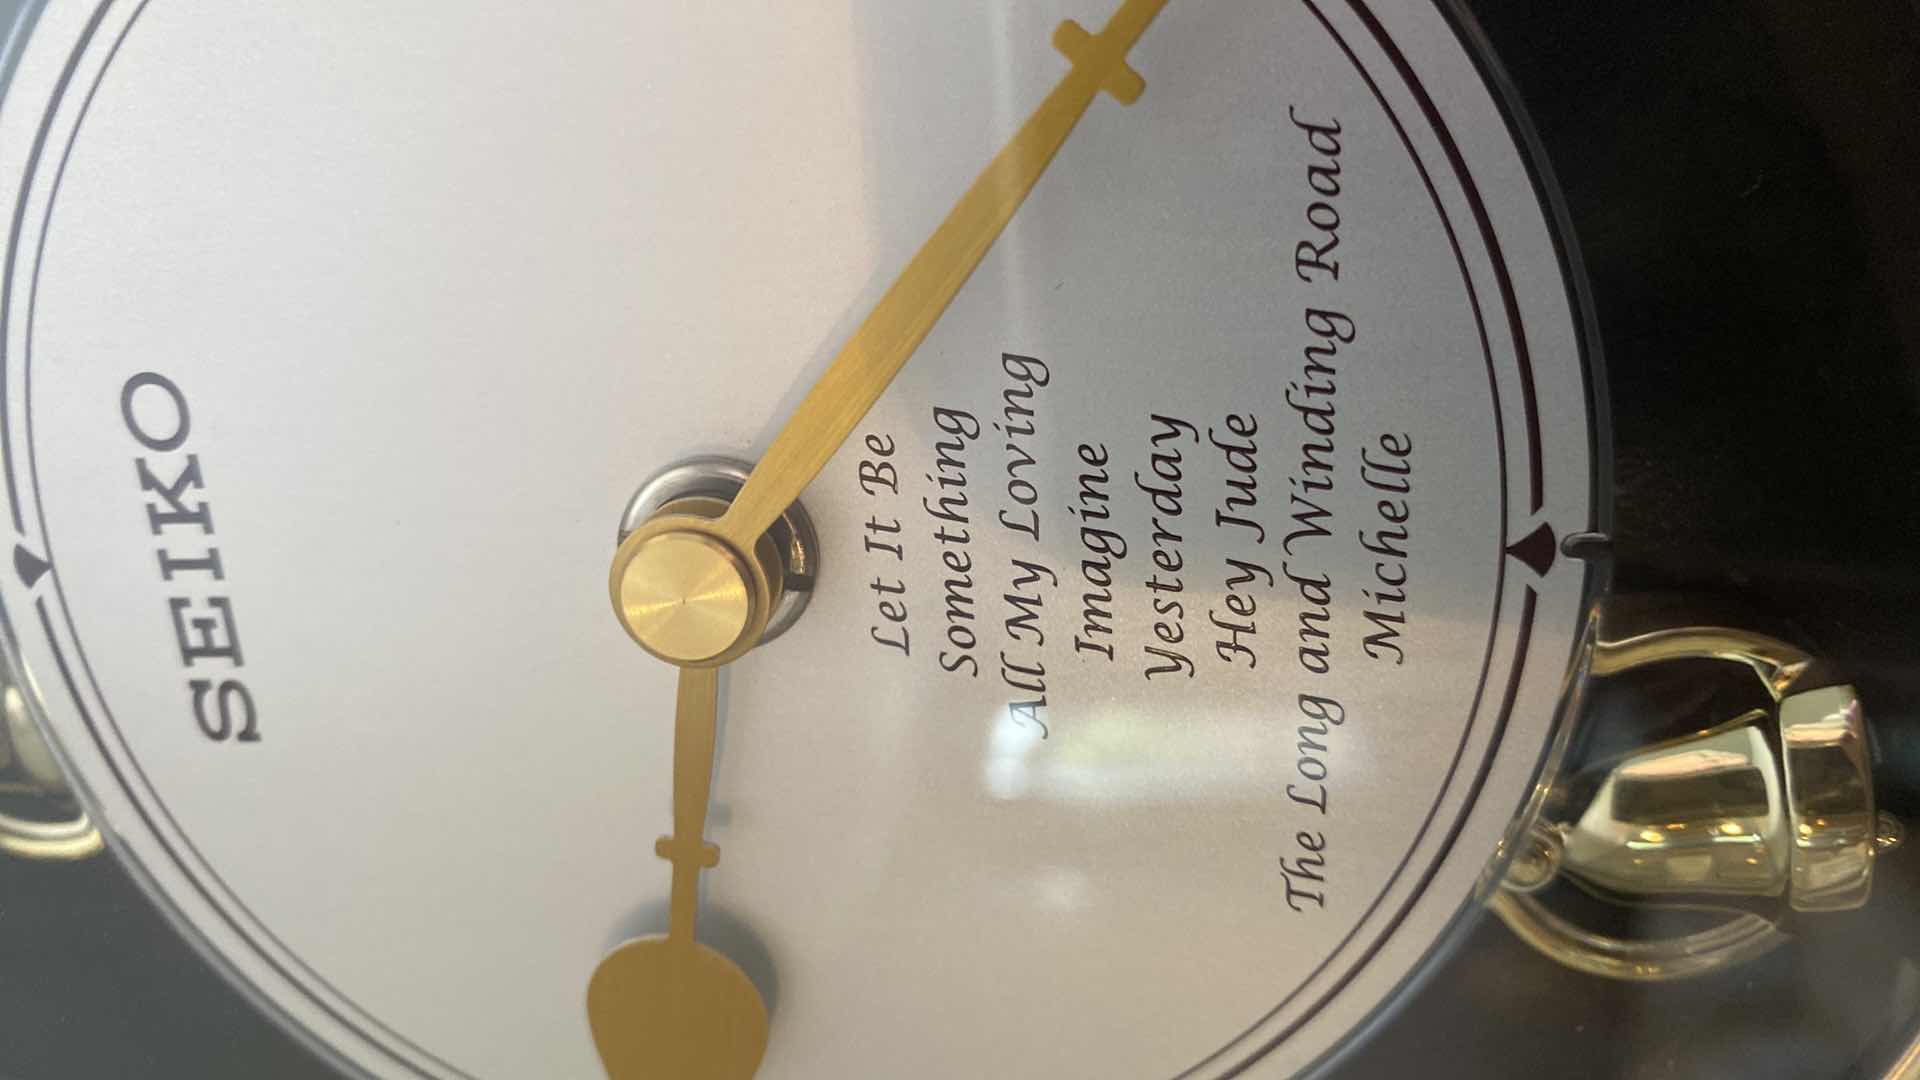 SEIKO
Let It Be
Something
All My Loving
Imagine
Yesterday
Hey Jude
The Long and Winding Road
Michelle